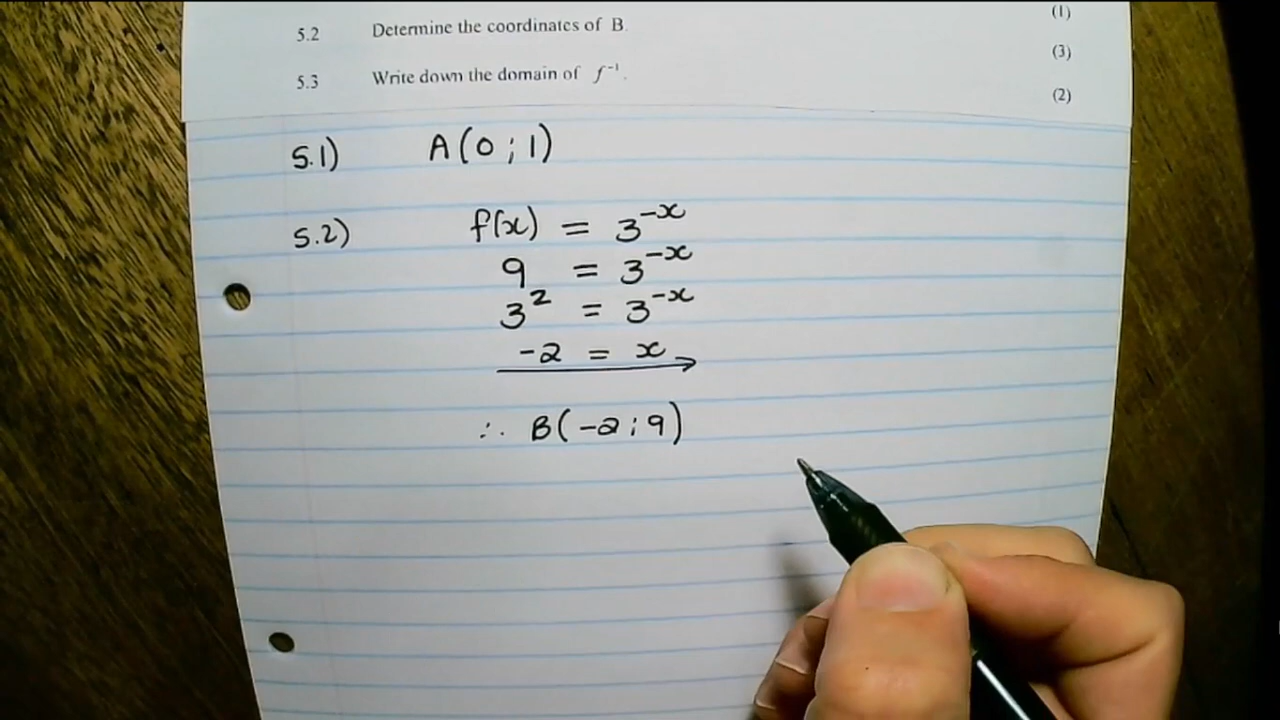 (1)
5.2 Determine the coordinates of B.
(3)
5.3 Write down the domain of f⁻¹.
(2)
5.1) A(0 ; 1)
5.2) f(x) = 3^{-x}
9 = 3^{-x}
3² = 3^{-x}
-2 = x
∴ B(-2 ; 9)